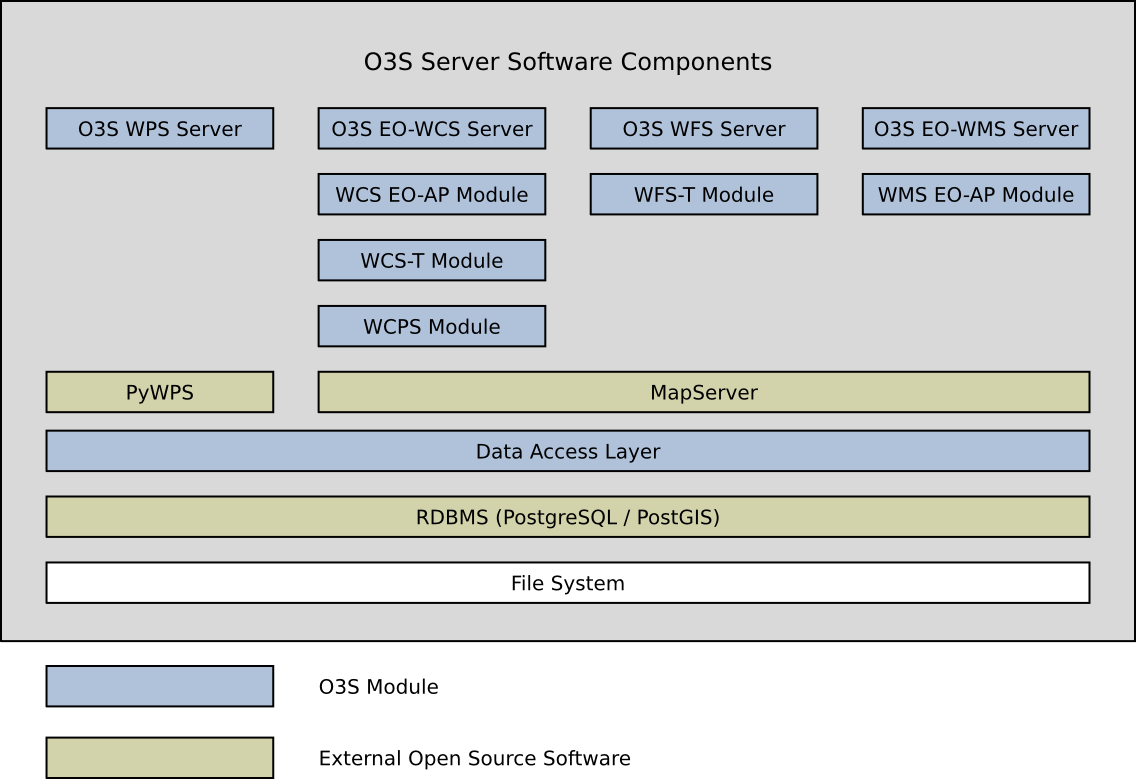 O3S Server Software Components
O3S WPS Server
O3S EO-WCS Server
O3S WFS Server
O3S EO-WMS Server
WCS EO-AP Module
WFS-T Module
WMS EO-AP Module
WCS-T Module
WCPS Module
PyWPS
MapServer
Data Access Layer
RDBMS (PostgreSQL / PostGIS)
File System
O3S Module
External Open Source Software